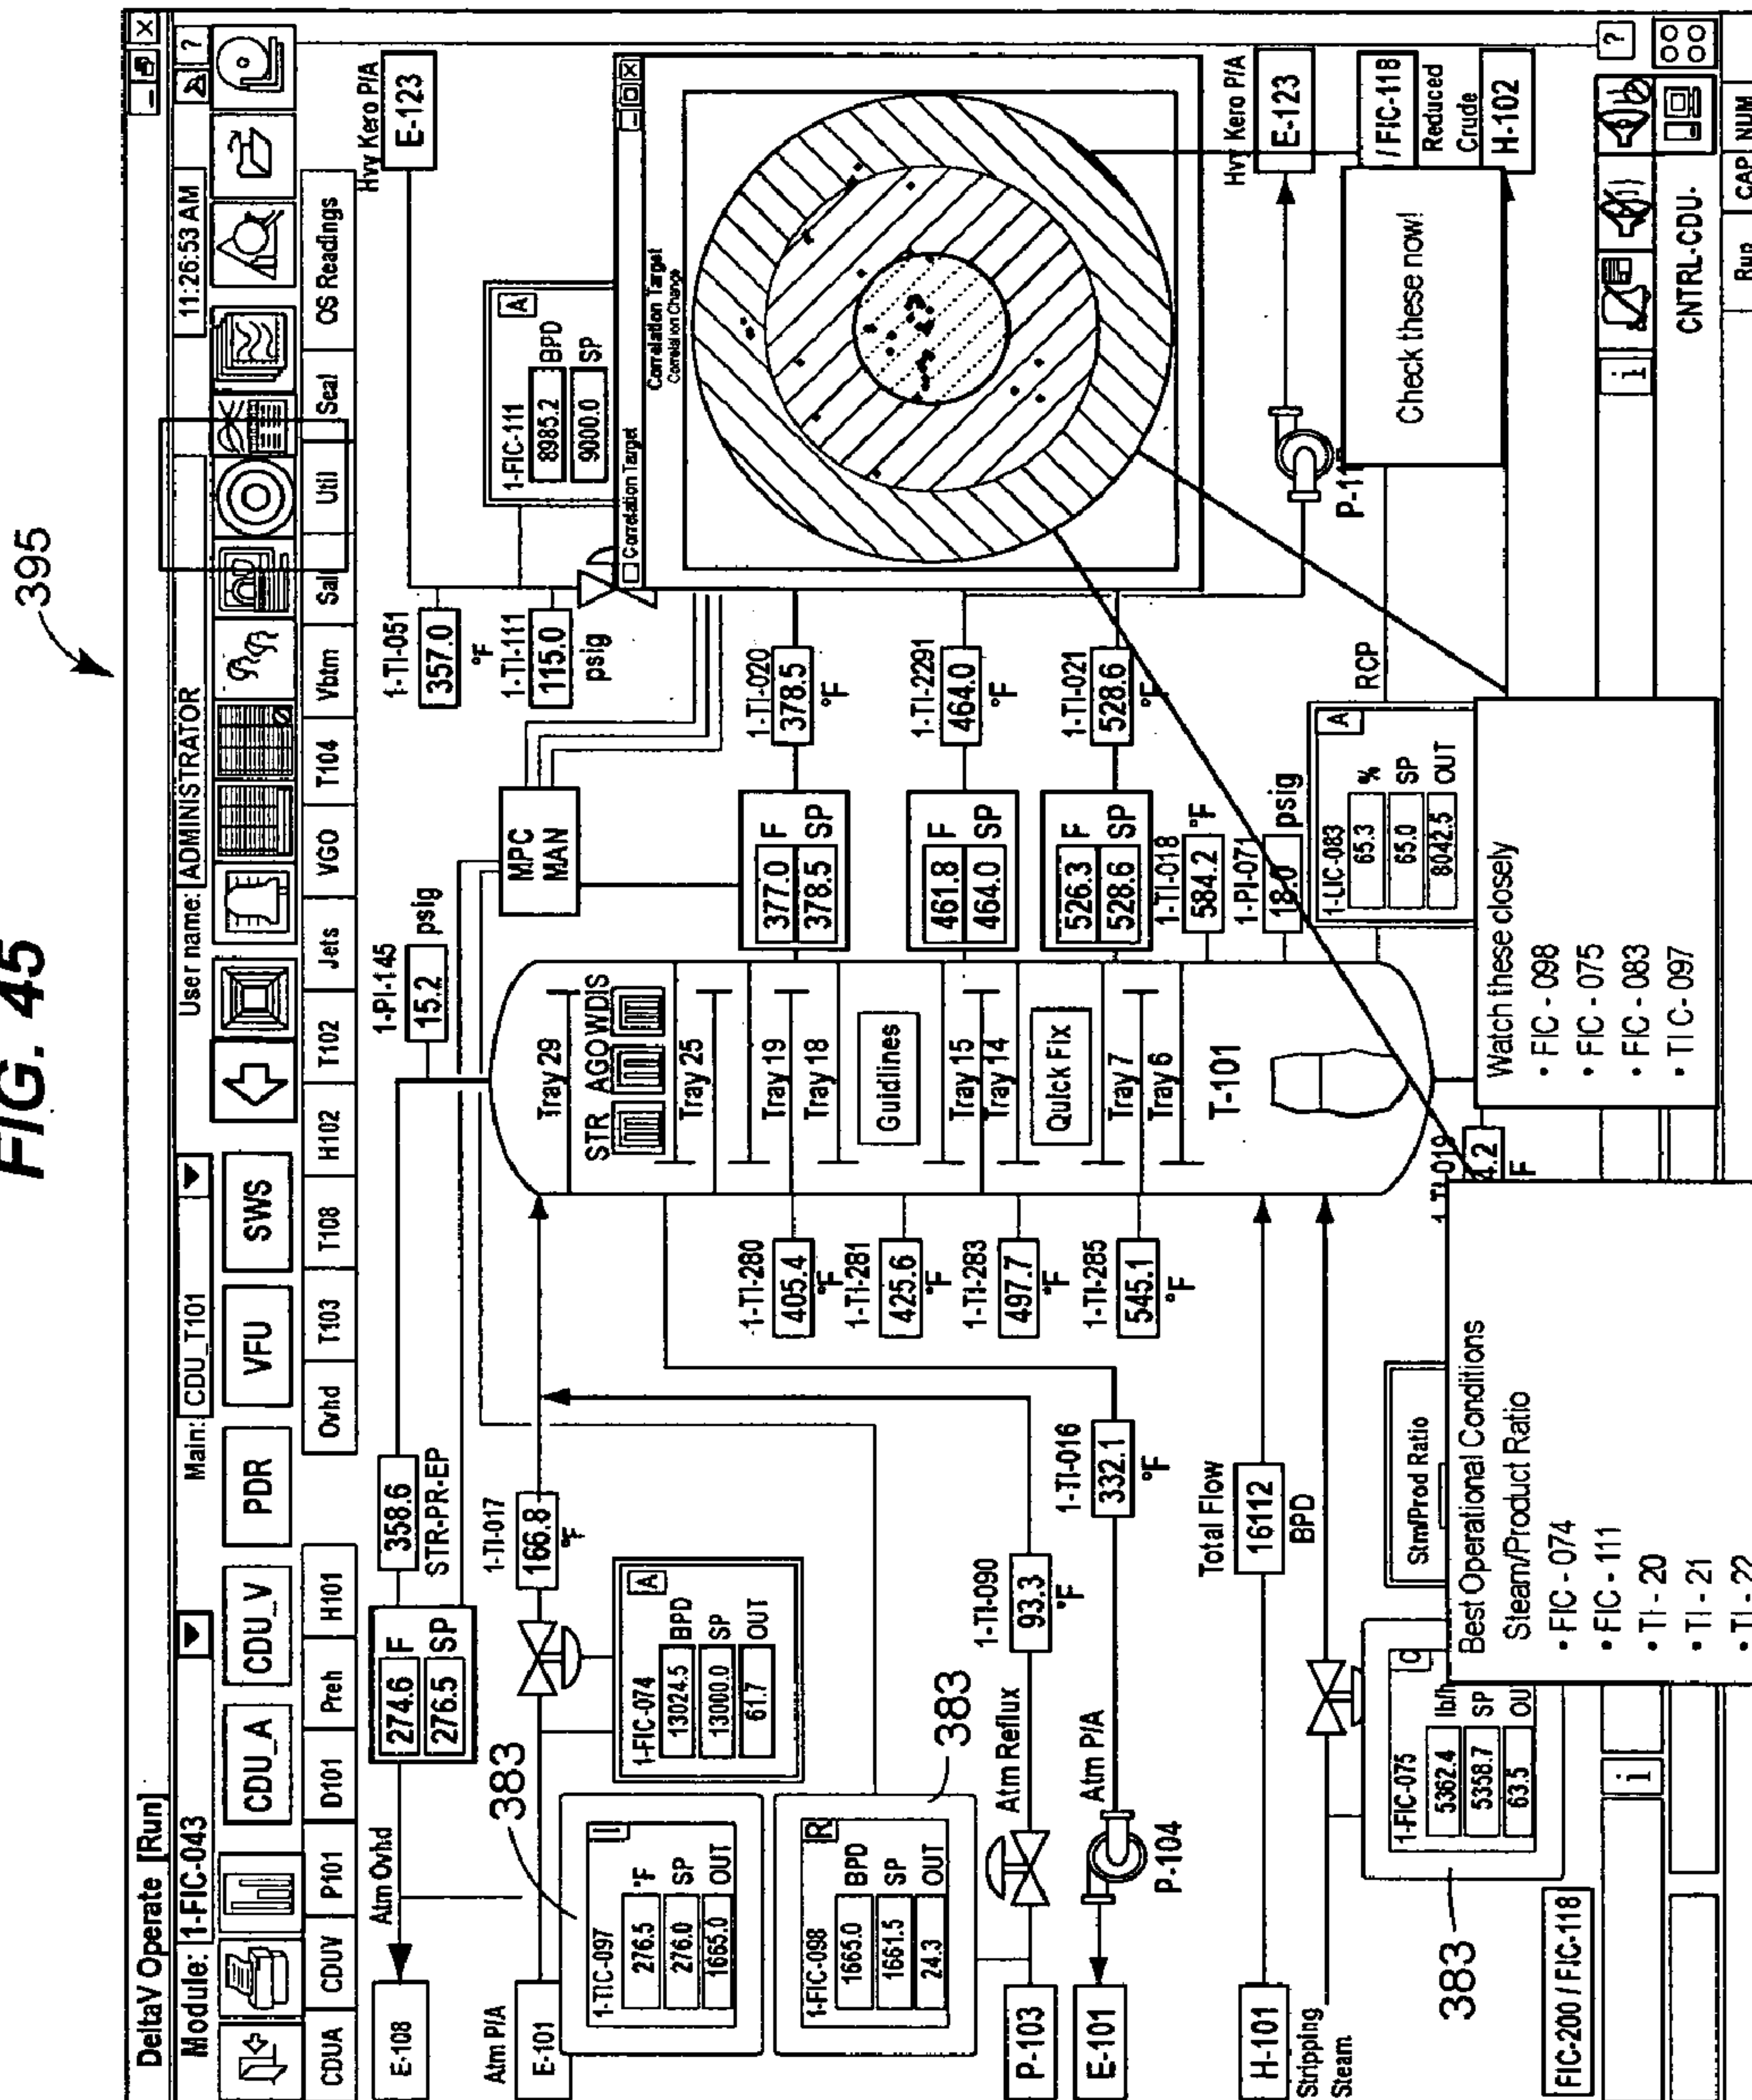 FIG. 45
395
DeltaV Operate [Run]
Module: 1-FIC-043
Main: CDU_T101
User name: ADMINISTRATOR
11:26:53 AM
?
CDU_A
CDU_V
PDR
VFU
SWS
CDUA
CDUV
P101
D101
Preh
H101
Ovhd
T103
T108
H102
T102
Jets
VGO
T104
Vbtm
Salt
Util
Seal
OS Readings
E-108
Atm Ovhd
274.6 F
276.5 SP
358.6
STR-PR-EP
1-PI-145
15.2
psig
1-TI-051
357.0
°F
1-TI-111
115.0
psig
Hvy Kero P/A
E-123
1-FIC-111
A
8985.2 BPD
9000.0 SP
MPC
MAN
Atm P/A
E-101
383
1-TI-017
166.8
°F
1-TIC-097
276.5 °F
276.0 SP
1665.0 OUT
1-FIC-074
A
13024.5 BPD
13000.0 SP
61.7 OUT
1-FIC-098
R
1665.0 BPD
1661.5 SP
24.3 OUT
383
P-103
Atm Reflux
1-TI-090
93.3
°F
E-101
Atm P/A
P-104
1-TI-016
332.1
°F
Tray 29
STR AGOWDIS
Tray 25
Tray 19
Tray 18
Guidlines
Tray 15
Tray 14
Quick Fix
Tray 7
Tray 6
T-101
1-TI-280
405.4
°F
1-TI-281
425.6
°F
1-TI-283
497.7
°F
1-TI-285
545.1
°F
377.0 F
378.5 SP
1-TI-020
378.5
°F
461.8 F
464.0 SP
1-TI-2291
464.0
°F
526.3 F
528.6 SP
1-TI-021
528.6
°F
1-TI-018
584.2
°F
1-PI-071
18.0
psig
Correlation Target
Correlation Target
Correlation Change
H-101
Total Flow
16112
BPD
Stripping
Steam
383
1-FIC-075
C
5362.4 lb/h
5358.7 SP
63.5 OU
Stm/Prod Ratio
1-TI-019
4.2
F
1-LIC-083
A
65.3 %
65.0 SP
8042.5 OUT
RCP
P-11
Hvy Kero P/A
E-123
/ FIC-118
Reduced
Crude
H-102
Check these now!
Watch these closely
• FIC - 098
• FIC - 075
• FIC - 083
• TIC - 097
Best Operational Conditions
Steam/Product Ratio
• FIC - 074
• FIC - 111
• TI - 20
• TI - 21
• TI - 22
FIC-200 / FIC-118
i
i
?
CNTRL-CDU-
Run
CAP
NUM